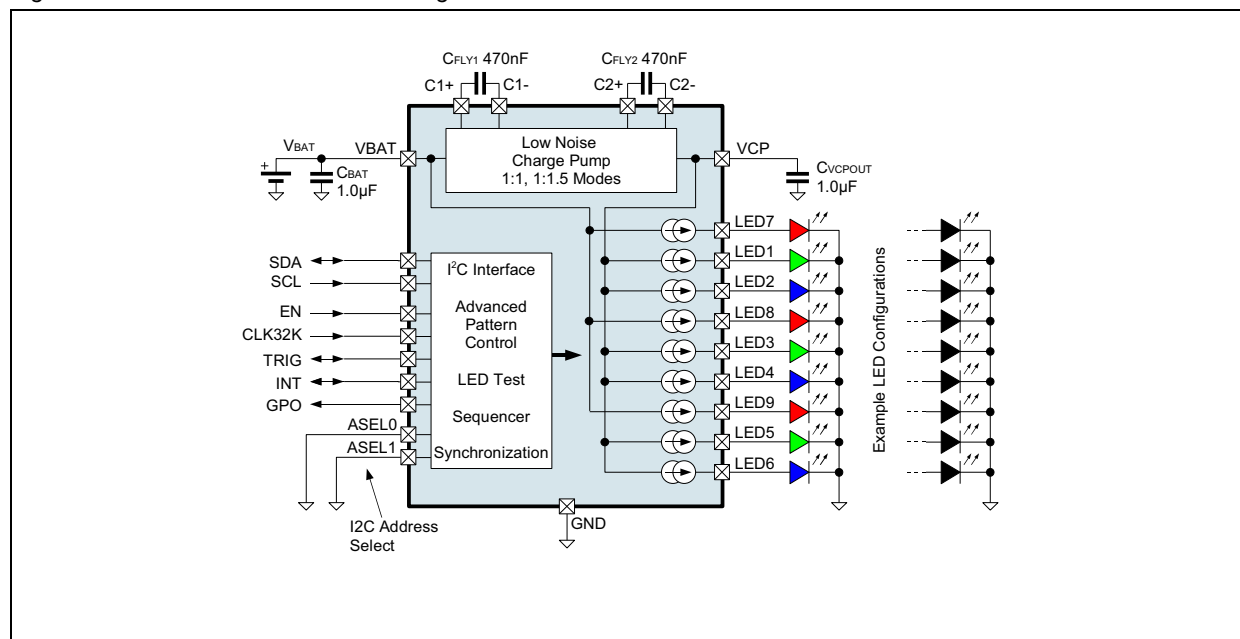 CFLY1 470nF
CFLY2 470nF
C1+
C1-
C2+
C2-
Low Noise
Charge Pump
1:1, 1:1.5 Modes
VBAT
VBAT
+
CBAT
1.0µF
VCP
CVCPOUT
1.0µF
LED7
LED1
LED2
LED8
LED3
LED4
LED9
LED5
LED6
Example LED Configurations
SDA
SCL
EN
CLK32K
TRIG
INT
GPO
ASEL0
ASEL1
I²C Interface
Advanced
Pattern
Control
LED Test
Sequencer
Synchronization
I2C Address
Select
GND